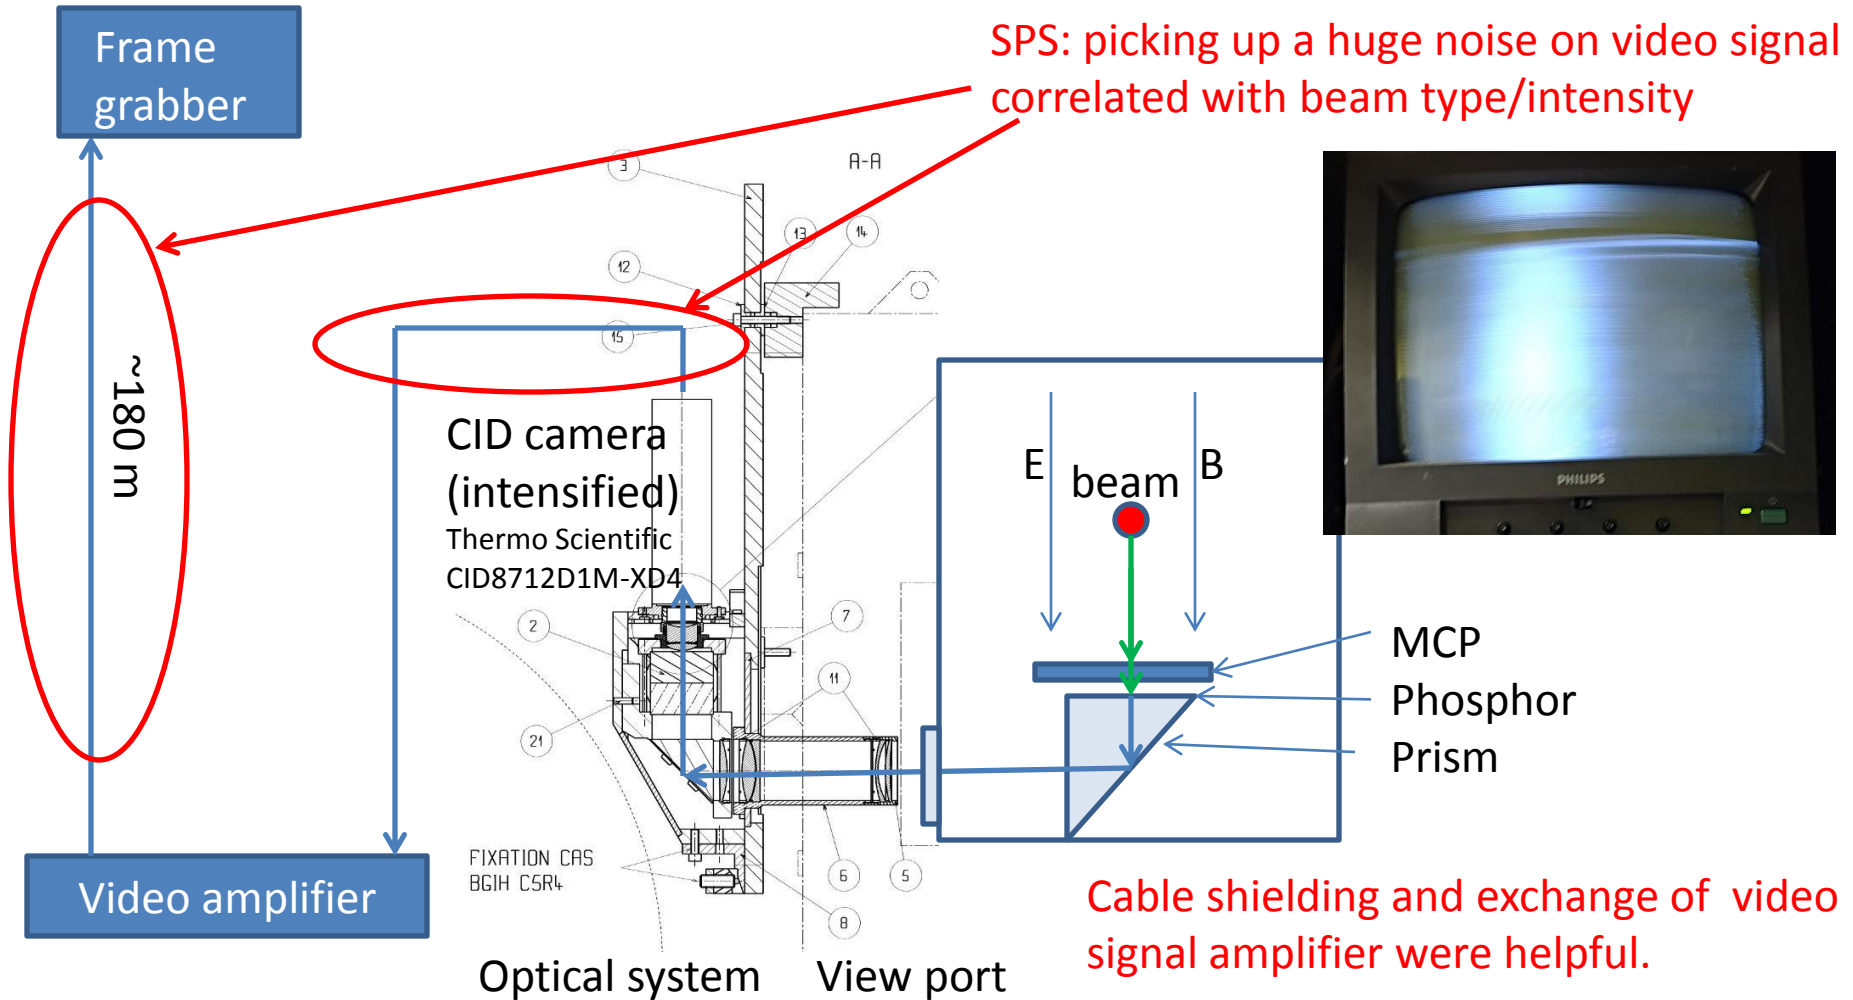 Frame
grabber
SPS: picking up a huge noise on video signal
correlated with beam type/intensity
A-A
3
13
14
12
15
~180 m
PHILIPS
CID camera
(intensified)
Thermo Scientific
CID8712D1M-XD4
E
beam
B
2
7
11
21
MCP
Phosphor
Prism
FIXATION CAS
BGIH C5R4
6
5
8
Video amplifier
Cable shielding and exchange of video
signal amplifier were helpful.
Optical system
View port